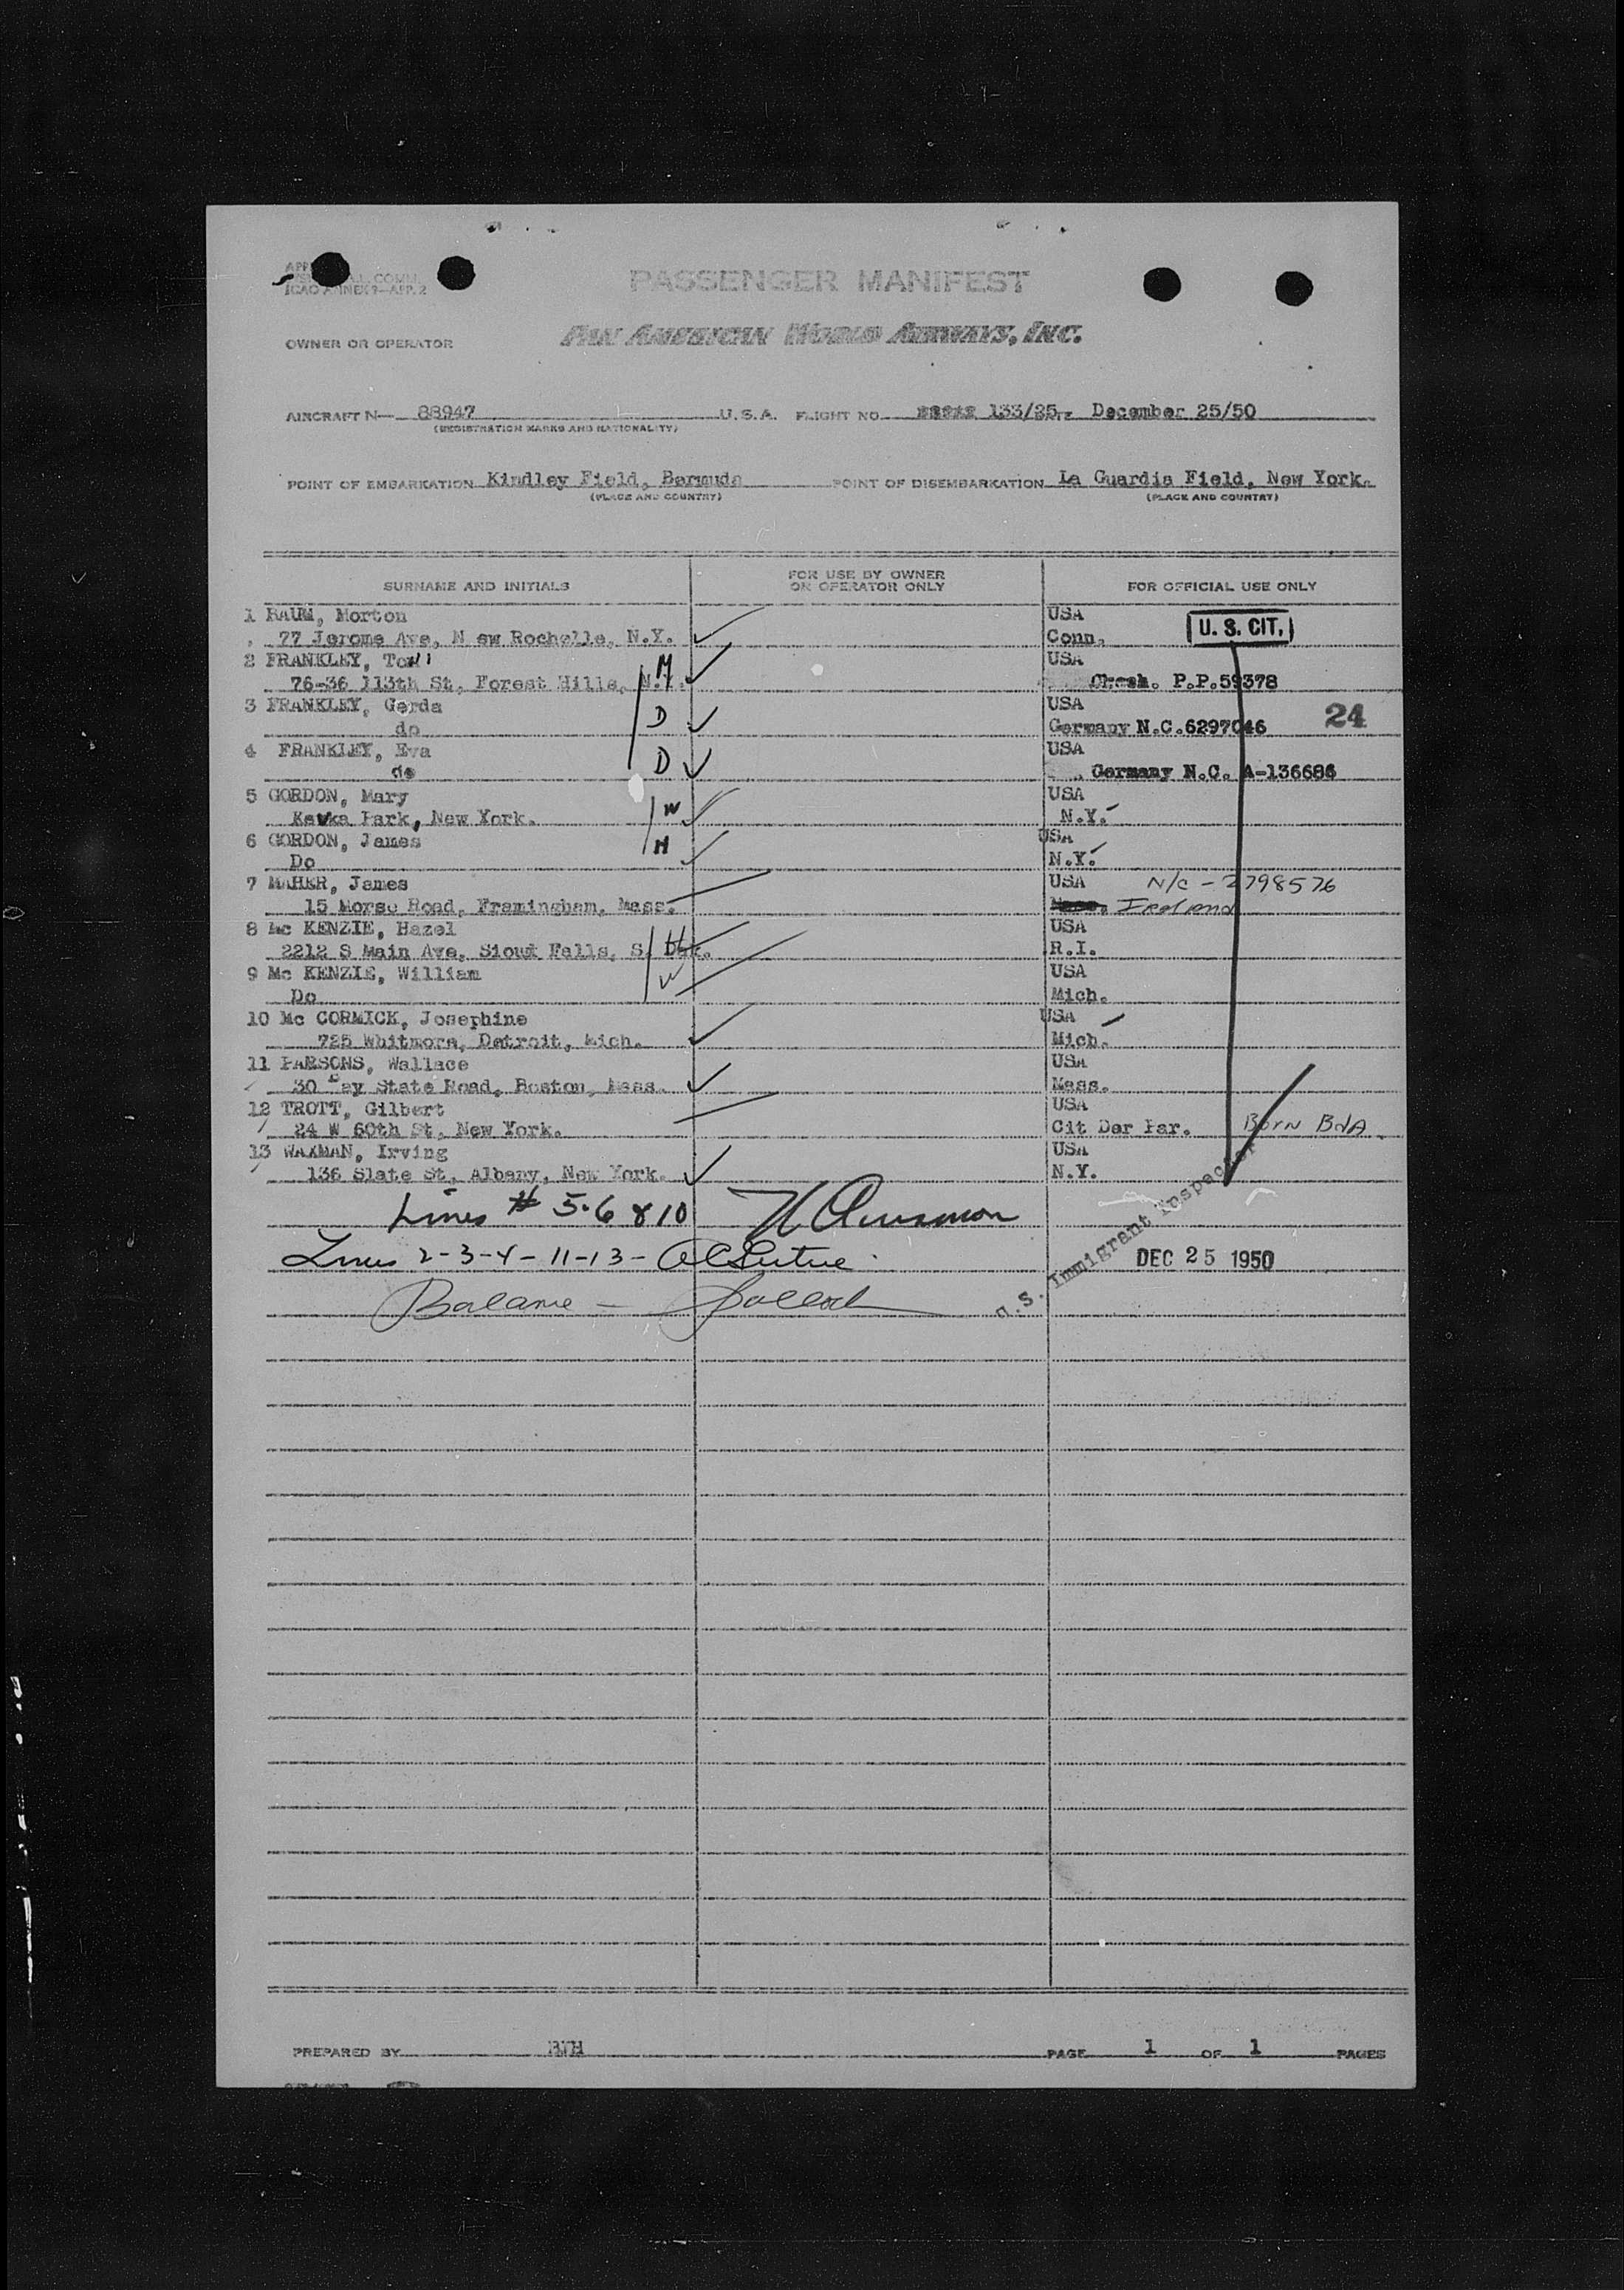 ICAO ANNEX 9—APP. 2
PASSENGER MANIFEST
OWNER OR OPERATOR PAN AMERICAN WORLD AIRWAYS, INC.
AIRCRAFT N— 88947 U.S.A. FLIGHT NO. 133/25, December 25/50
(REGISTRATION MARKS AND NATIONALITY)
POINT OF EMBARKATION Kindley Field, Bermuda POINT OF DISEMBARKATION La Guardia Field, New York.
(PLACE AND COUNTRY) (PLACE AND COUNTRY)
SURNAME AND INITIALS FOR USE BY OWNER OR OPERATOR ONLY FOR OFFICIAL USE ONLY
1 BAUM, Morton USA
77 Jerome Ave, N ew Rochelle, N.Y. Conn. U. S. CIT.
2 FRANKLEY, Tom USA
76-36 113th St, Forest Hills, N.Y. M Chesh. P.P.59378
3 FRANKLEY, Gerda USA
do D Germany N.C.6297046 24
4 FRANKLEY, Eva USA
do D Germany N.C. A-136686
5 GORDON, Mary USA
Keuka Park, New York. W N.Y.
6 GORDON, James USA
Do H N.Y.
7 MAHER, James USA N/C - 2798576
15 Morse Road, Framingham, Mass. Ireland
8 Mc KENZIE, Hazel USA
2212 S Main Ave, Sioux Falls, S. Dak. R.I.
9 Mc KENZIE, William USA
Do W Mich.
10 Mc CORMICK, Josephine USA
725 Whitmore, Detroit, Mich. Mich.
11 PARSONS, Wallace USA
30 Bay State Road, Boston, Mass. Mass.
12 TROTT, Gilbert USA
24 W 60th St, New York. Cit Der Par. Born BdA
13 WAXMAN, Irving USA
136 Slate St, Albany, New York. N.Y.
Lines # 5-6 & 10
Lines 2-3-4-11-13-
U.S. Immigrant Inspector
DEC 25 1950
Balance -
PREPARED BY PAGE 1 OF 1 PAGES